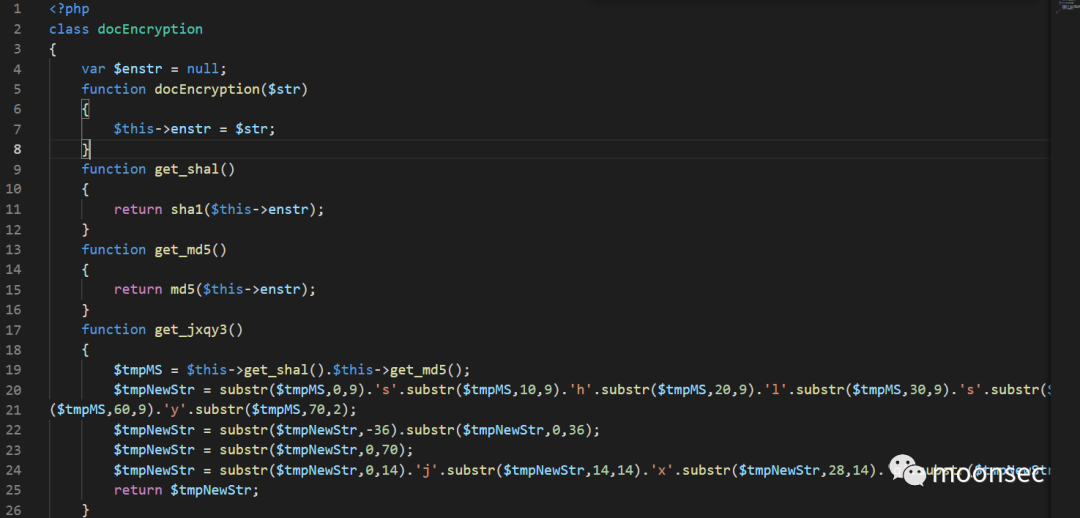 1 <?php
2 class docEncryption
3 {
4 var $enstr = null;
5 function docEncryption($str)
6 {
7 $this->enstr = $str;
8 }
9 function get_shal()
10 {
11 return sha1($this->enstr);
12 }
13 function get_md5()
14 {
15 return md5($this->enstr);
16 }
17 function get_jxqy3()
18 {
19 $tmpMS = $this->get_shal().$this->get_md5();
20 $tmpNewStr = substr($tmpMS,0,9).'s'.substr($tmpMS,10,9).'h'.substr($tmpMS,20,9).'l'.substr($tmpMS,30,9).'s'.substr($
21 ($tmpMS,60,9).'y'.substr($tmpMS,70,2);
22 $tmpNewStr = substr($tmpNewStr,-36).substr($tmpNewStr,0,36);
23 $tmpNewStr = substr($tmpNewStr,0,70);
24 $tmpNewStr = substr($tmpNewStr,0,14).'j'.substr($tmpNewStr,14,14).'x'.substr($tmpNewStr,28,14).
25 return $tmpNewStr;
26 }
moonsec